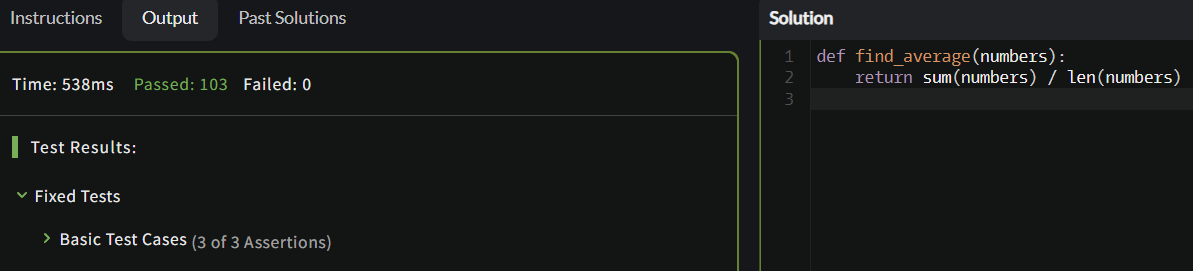 Instructions Output Past Solutions
Time: 538ms Passed: 103 Failed: 0
Test Results:
Fixed Tests
Basic Test Cases (3 of 3 Assertions)
Solution
1 def find_average(numbers):
2     return sum(numbers) / len(numbers)
3